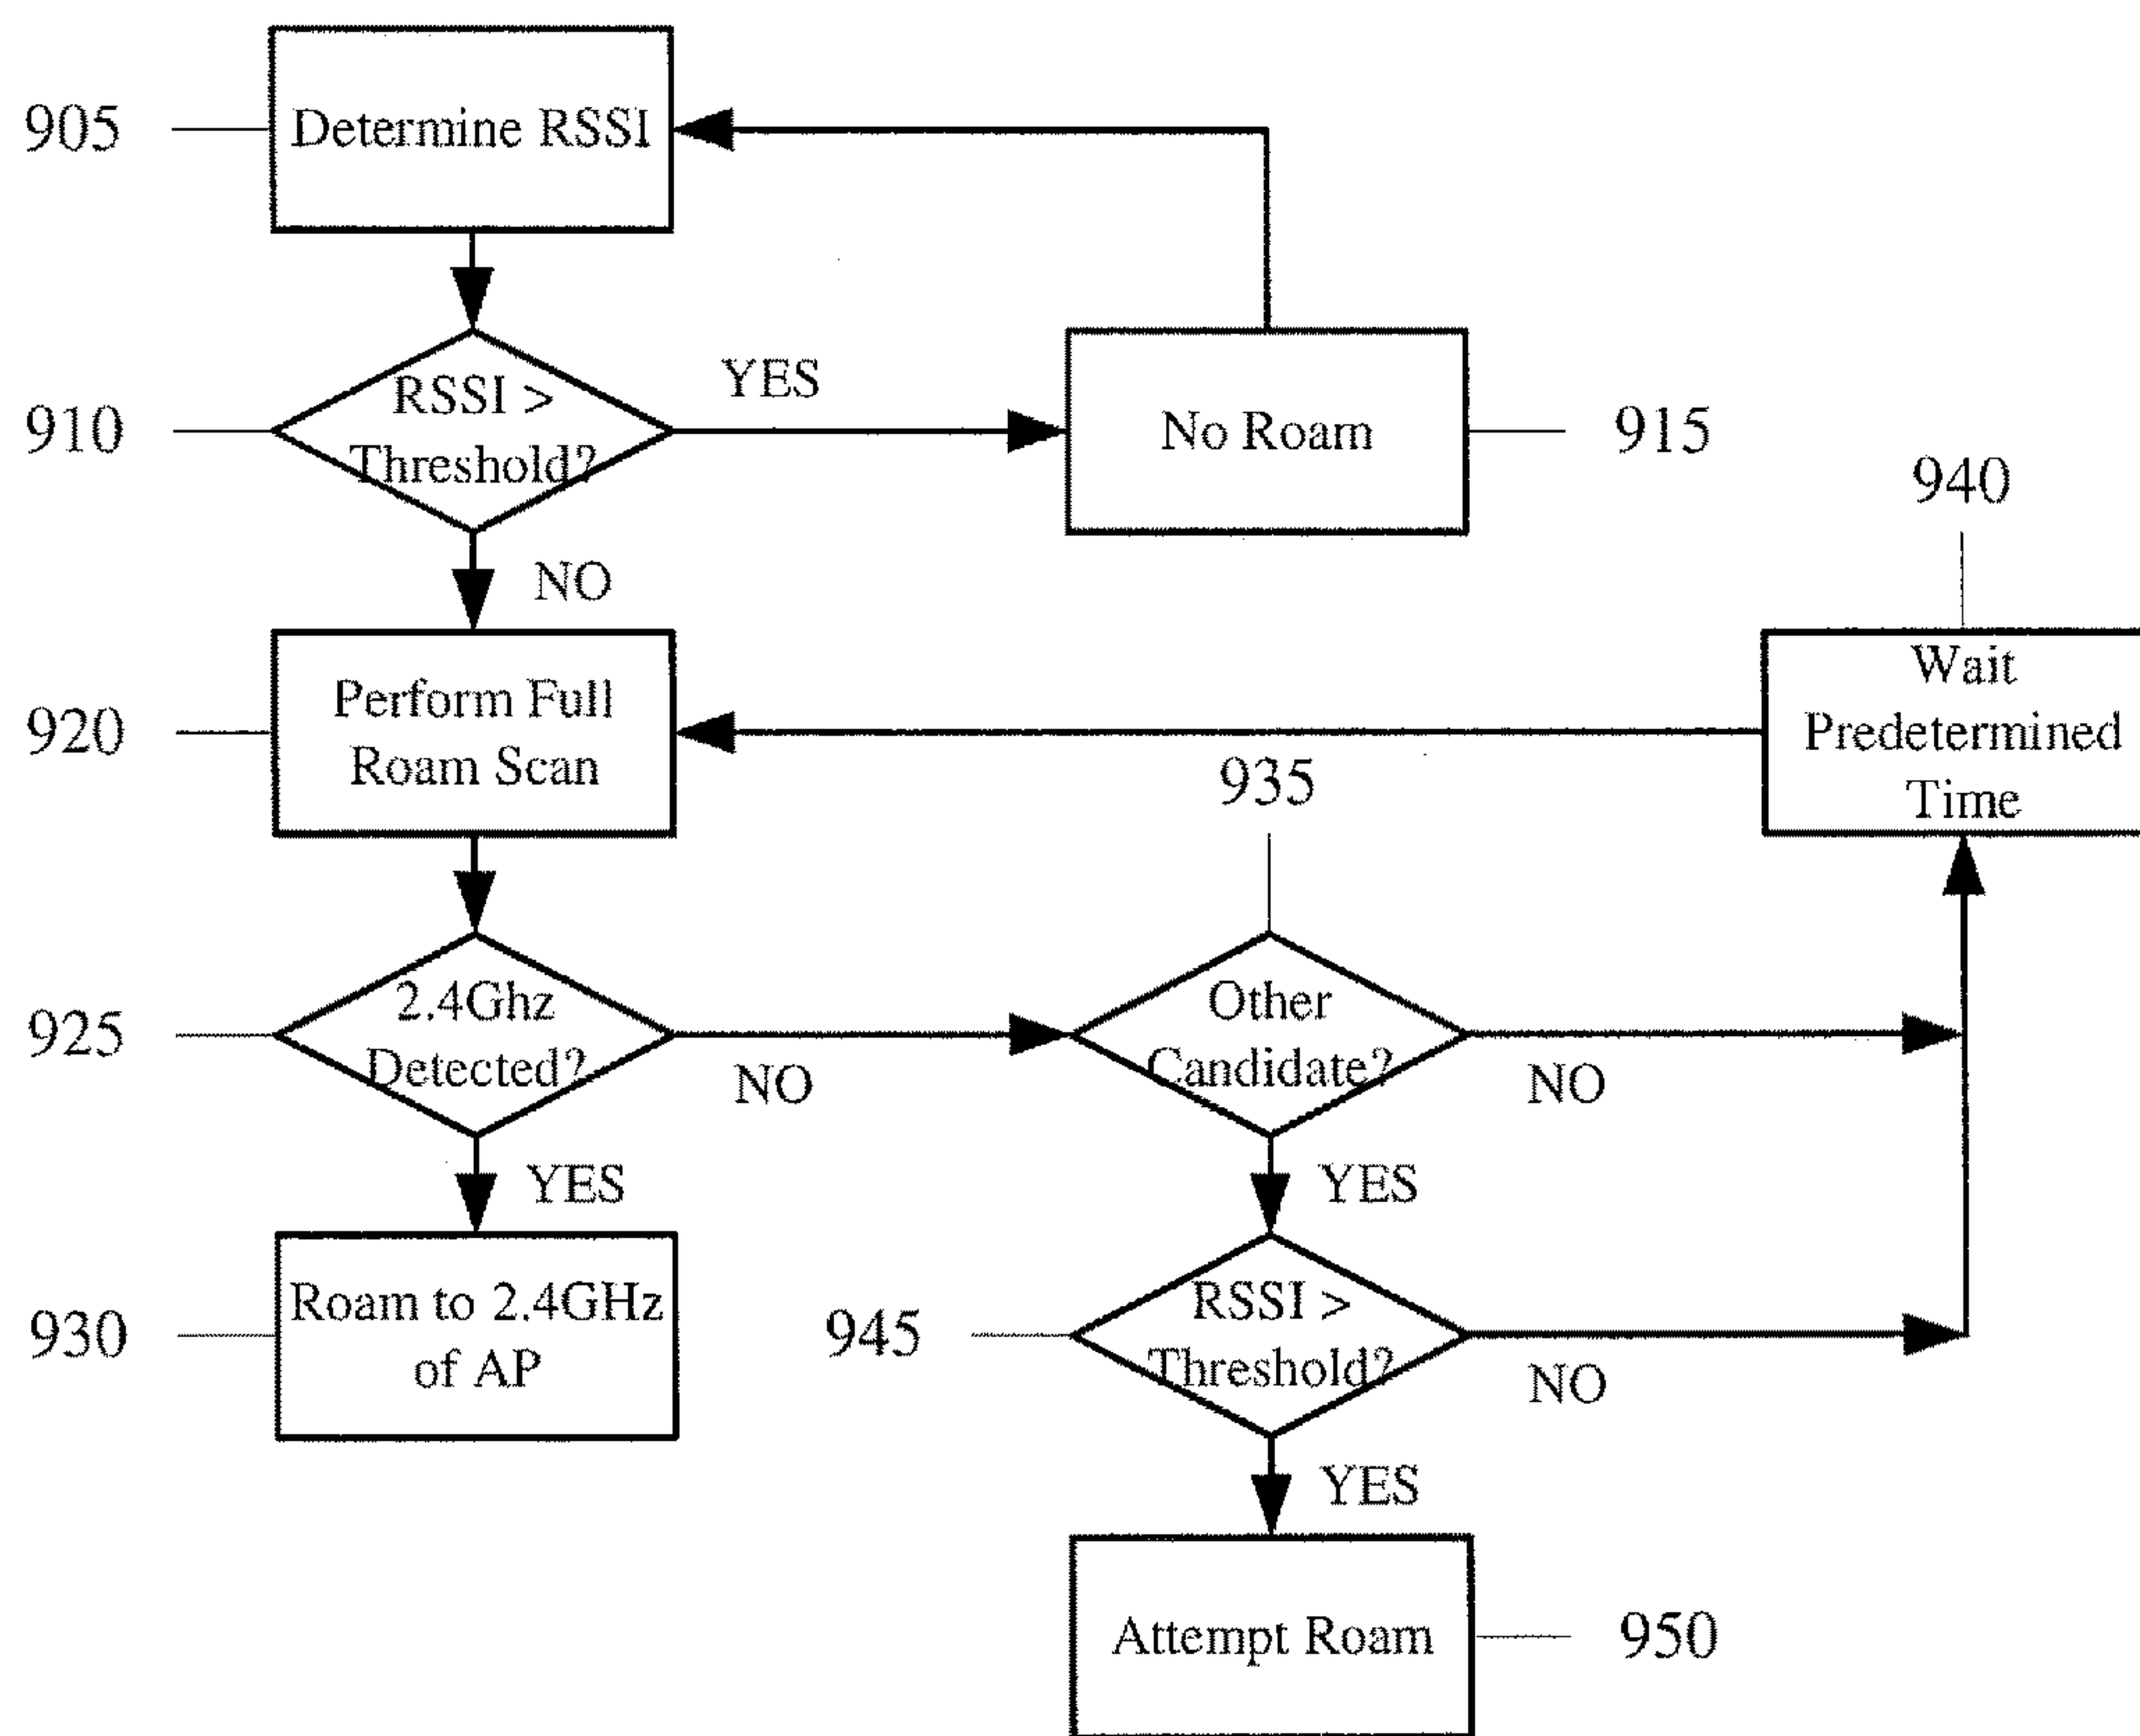 905
Determine RSSI
910
RSSI >
Threshold?
YES
No Roam
915
940
NO
920
Perform Full
Roam Scan
935
Wait
Predetermined
Time
925
2.4Ghz
Detected?
NO
Other
Candidate?
NO
YES
YES
930
Roam to 2.4GHz
of AP
945
RSSI >
Threshold?
NO
YES
Attempt Roam
950